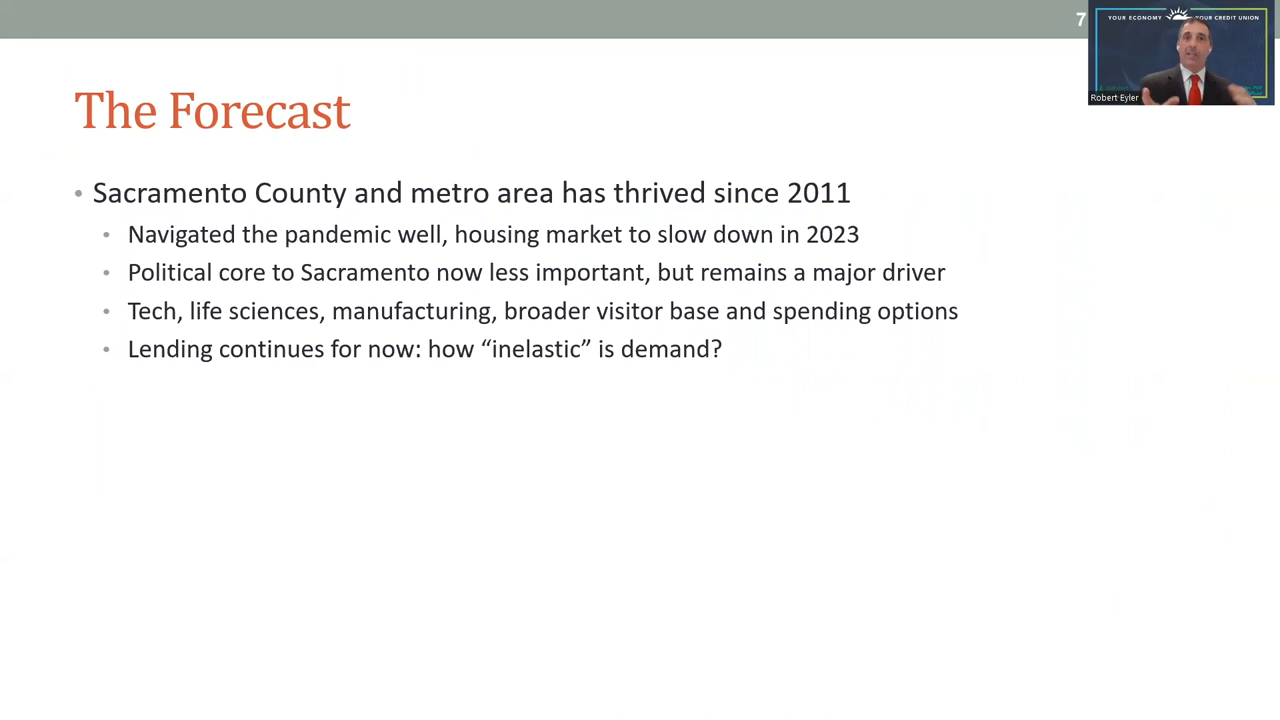 7
YOUR ECONOMY YOUR CREDIT UNION
Robert Eyler
The Forecast
• Sacramento County and metro area has thrived since 2011
• Navigated the pandemic well, housing market to slow down in 2023
• Political core to Sacramento now less important, but remains a major driver
• Tech, life sciences, manufacturing, broader visitor base and spending options
• Lending continues for now: how “inelastic” is demand?